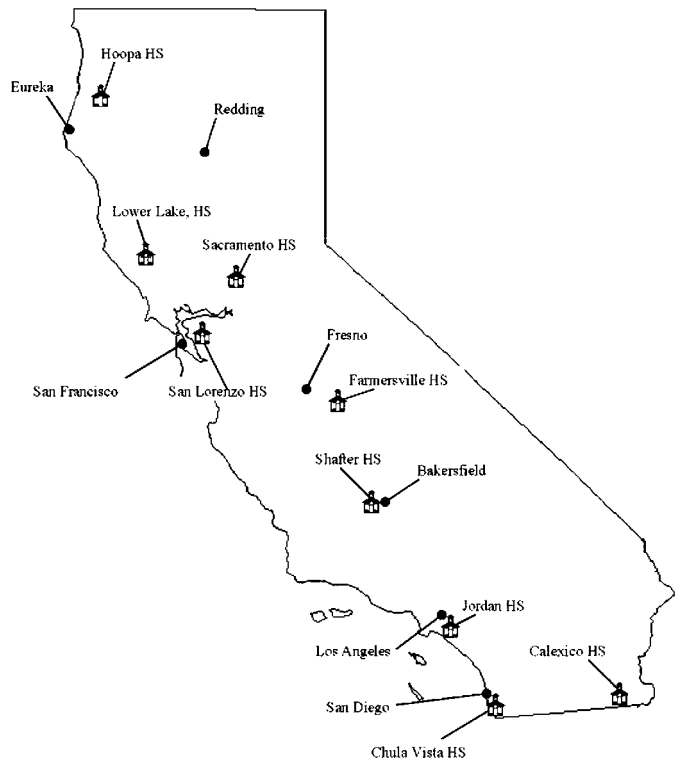 Hoopa HS
Eureka
Redding
Lower Lake, HS
Sacramento HS
Fresno
San Francisco
San Lorenzo HS
Farmersville HS
Shafter HS
Bakersfield
Jordan HS
Los Angeles
Calexico HS
San Diego
Chula Vista HS